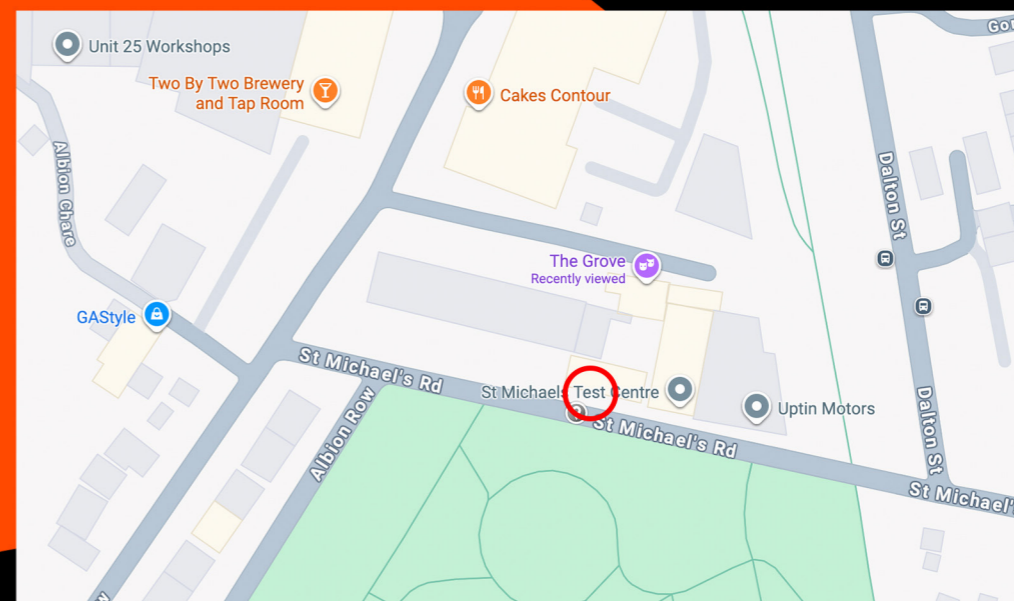 Unit 25 Workshops
Two By Two Brewery
and Tap Room
Cakes Contour
Albion Chare
Dalton St
The Grove
Recently viewed
GAStyle
St Michael's Rd
St Michaels Test Centre
Uptin Motors
Albion Row
St Michael's Rd
Dalton St
St Michael's